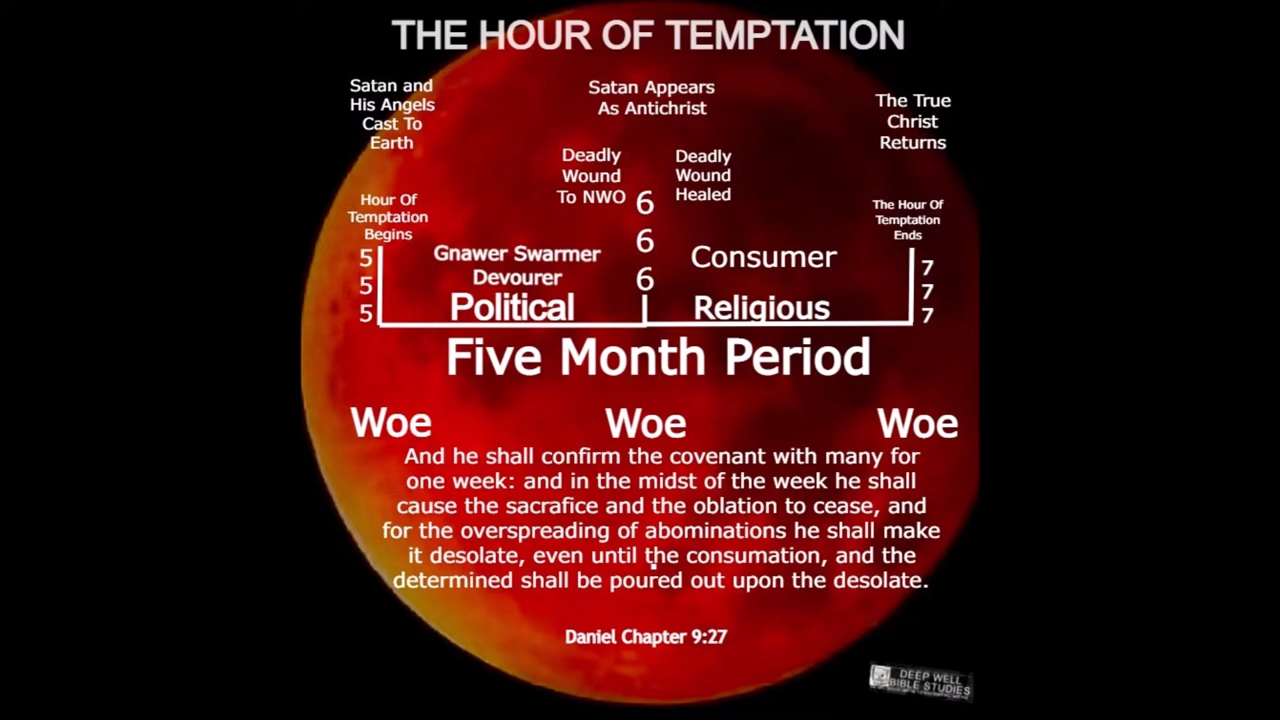 THE HOUR OF TEMPTATION
Satan and
His Angels
Cast To
Earth
Satan Appears
As Antichrist
The True
Christ
Returns
Deadly
Wound
To NWO
Deadly
Wound
Healed
Hour Of
Temptation
Begins
The Hour Of
Temptation
Ends
5
5
5
Gnawer Swarmer
Devourer
Political
6
6
6
Consumer
Religious
7
7
7
Five Month Period
Woe Woe Woe
And he shall confirm the covenant with many for
one week: and in the midst of the week he shall
cause the sacrafice and the oblation to cease, and
for the overspreading of abominations he shall make
it desolate, even until the consumation, and the
determined shall be poured out upon the desolate.
Daniel Chapter 9:27
DEEP WELL
BIBLE STUDIES